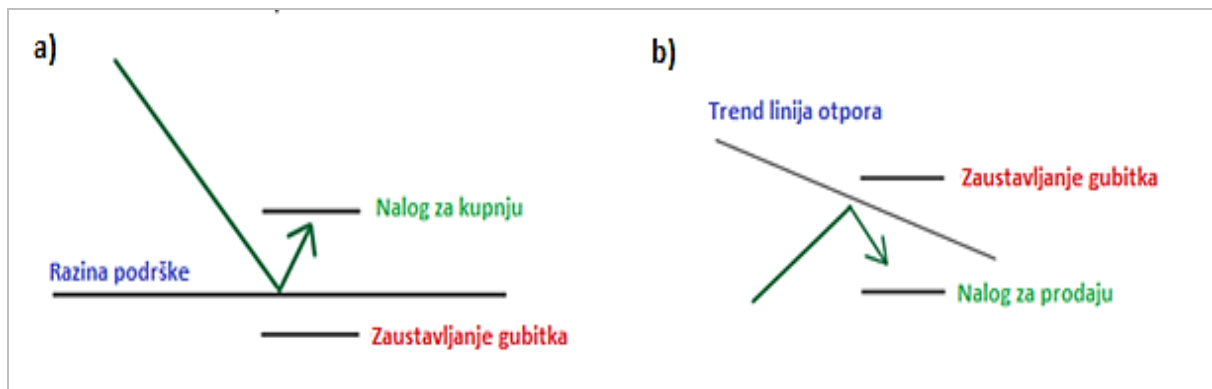 a)
Nalog za kupnju
Razina podrške
Zaustavljanje gubitka
b)
Trend linija otpora
Zaustavljanje gubitka
Nalog za prodaju